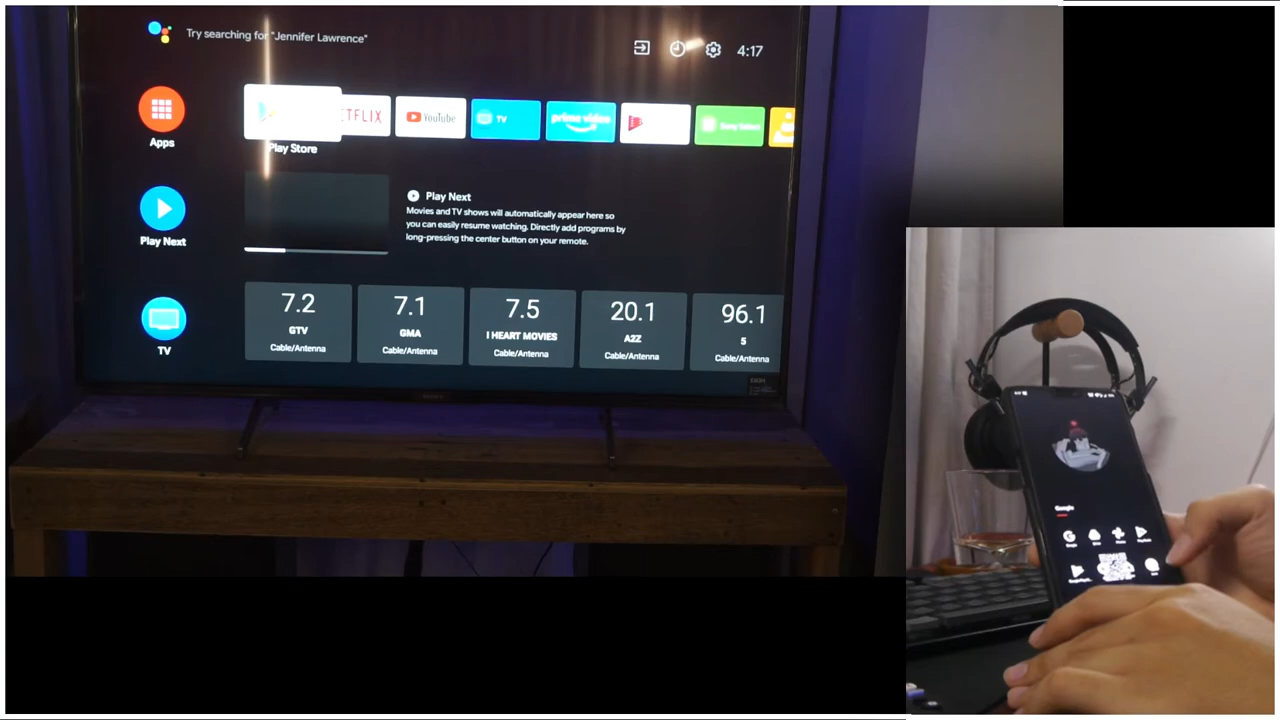 Try searching for "Jennifer Lawrence"
4:17
Apps
ETFLIX
YouTube
TV
prime video
Sony Select
Play Store
Play Next
Play Next
Movies and TV shows will automatically appear here so
you can easily resume watching. Directly add programs by
long-pressing the center button on your remote.
TV
7.2
GTV
Cable/Antenna
7.1
GMA
Cable/Antenna
7.5
I HEART MOVIES
Cable/Antenna
20.1
A2Z
Cable/Antenna
96.1
5
Cable/Antenna
SONY
Google